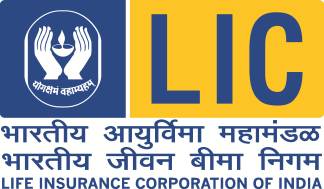 योगक्षेमं वहाम्यहम्
LIC
भारतीय आयुर्विमा महामंडळ
भारतीय जीवन बीमा निगम
LIFE INSURANCE CORPORATION OF INDIA